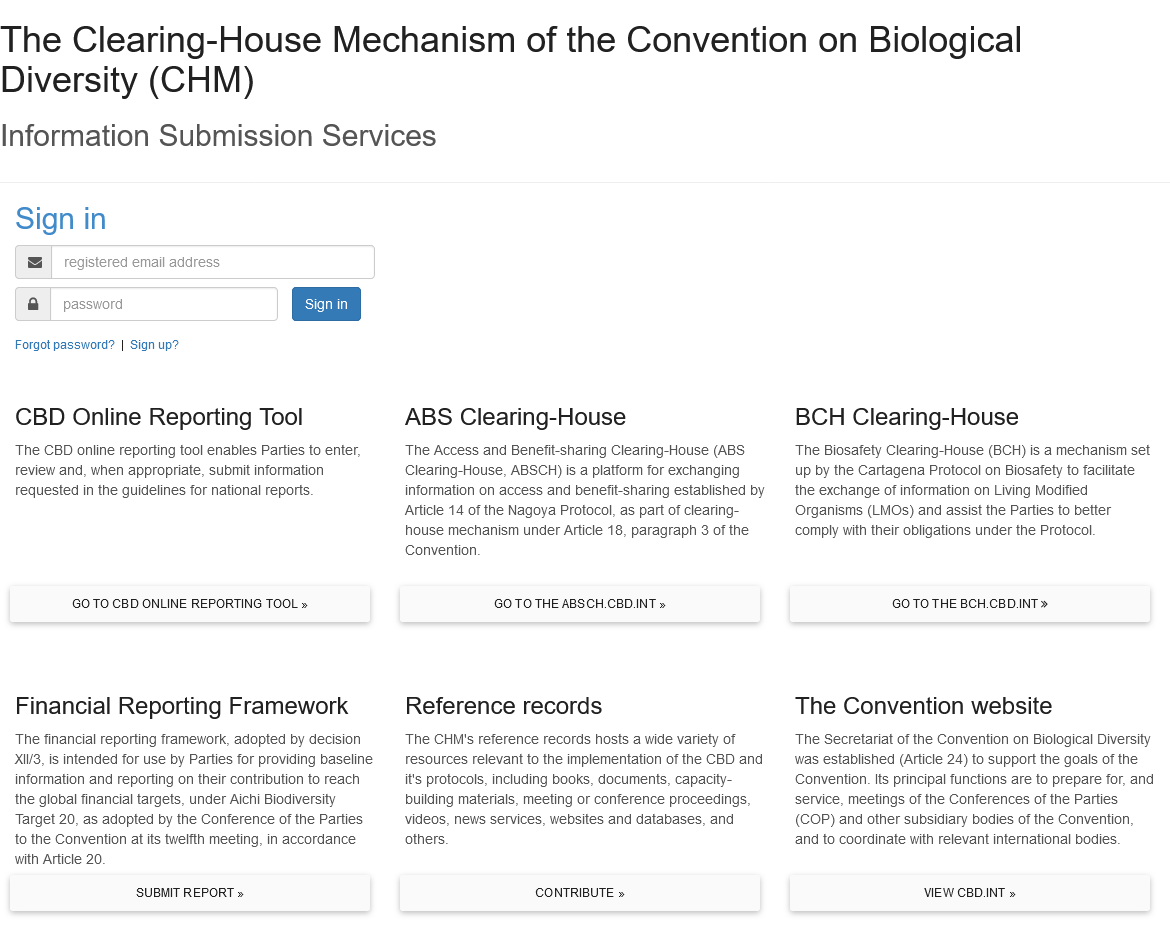 The Clearing-House Mechanism of the Convention on Biological
Diversity (CHM)
Information Submission Services
Sign in
registered email address
password
Sign in
Forgot password? | Sign up?
CBD Online Reporting Tool
The CBD online reporting tool enables Parties to enter,
review and, when appropriate, submit information
requested in the guidelines for national reports.
GO TO CBD ONLINE REPORTING TOOL »
ABS Clearing-House
The Access and Benefit-sharing Clearing-House (ABS
Clearing-House, ABSCH) is a platform for exchanging
information on access and benefit-sharing established by
Article 14 of the Nagoya Protocol, as part of clearing-
house mechanism under Article 18, paragraph 3 of the
Convention.
GO TO THE ABSCH.CBD.INT »
BCH Clearing-House
The Biosafety Clearing-House (BCH) is a mechanism set
up by the Cartagena Protocol on Biosafety to facilitate
the exchange of information on Living Modified
Organisms (LMOs) and assist the Parties to better
comply with their obligations under the Protocol.
GO TO THE BCH.CBD.INT »
Financial Reporting Framework
The financial reporting framework, adopted by decision
XII/3, is intended for use by Parties for providing baseline
information and reporting on their contribution to reach
the global financial targets, under Aichi Biodiversity
Target 20, as adopted by the Conference of the Parties
to the Convention at its twelfth meeting, in accordance
with Article 20.
SUBMIT REPORT »
Reference records
The CHM's reference records hosts a wide variety of
resources relevant to the implementation of the CBD and
it's protocols, including books, documents, capacity-
building materials, meeting or conference proceedings,
videos, news services, websites and databases, and
others.
CONTRIBUTE »
The Convention website
The Secretariat of the Convention on Biological Diversity
was established (Article 24) to support the goals of the
Convention. Its principal functions are to prepare for, and
service, meetings of the Conferences of the Parties
(COP) and other subsidiary bodies of the Convention,
and to coordinate with relevant international bodies.
VIEW CBD.INT »